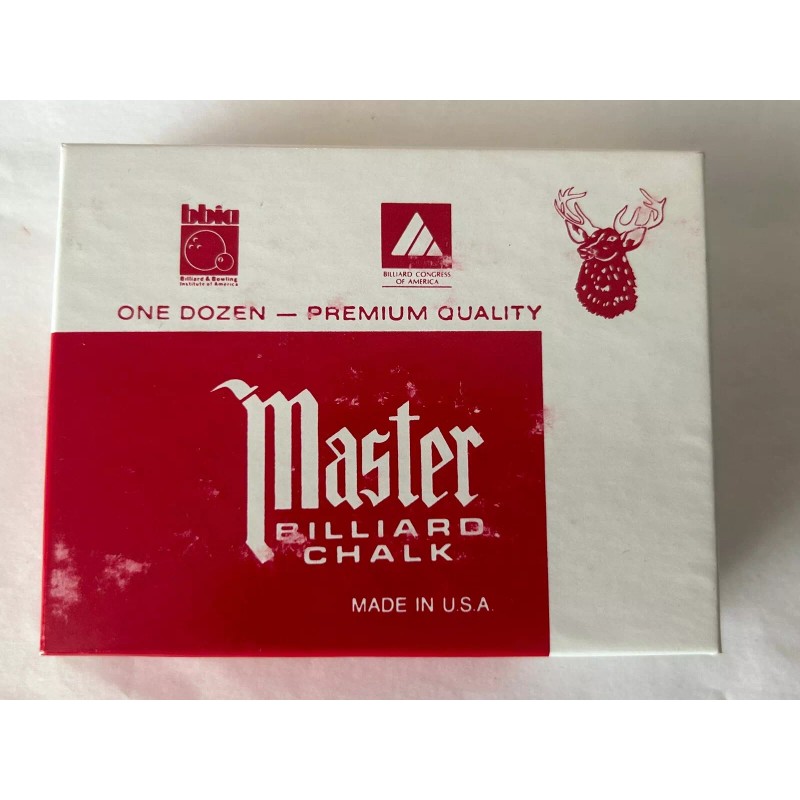 bbia
Billiard & Bowling
Institute of America
BILLIARD CONGRESS
OF AMERICA
ONE DOZEN — PREMIUM QUALITY
Master
BILLIARD
CHALK
MADE IN U.S.A.